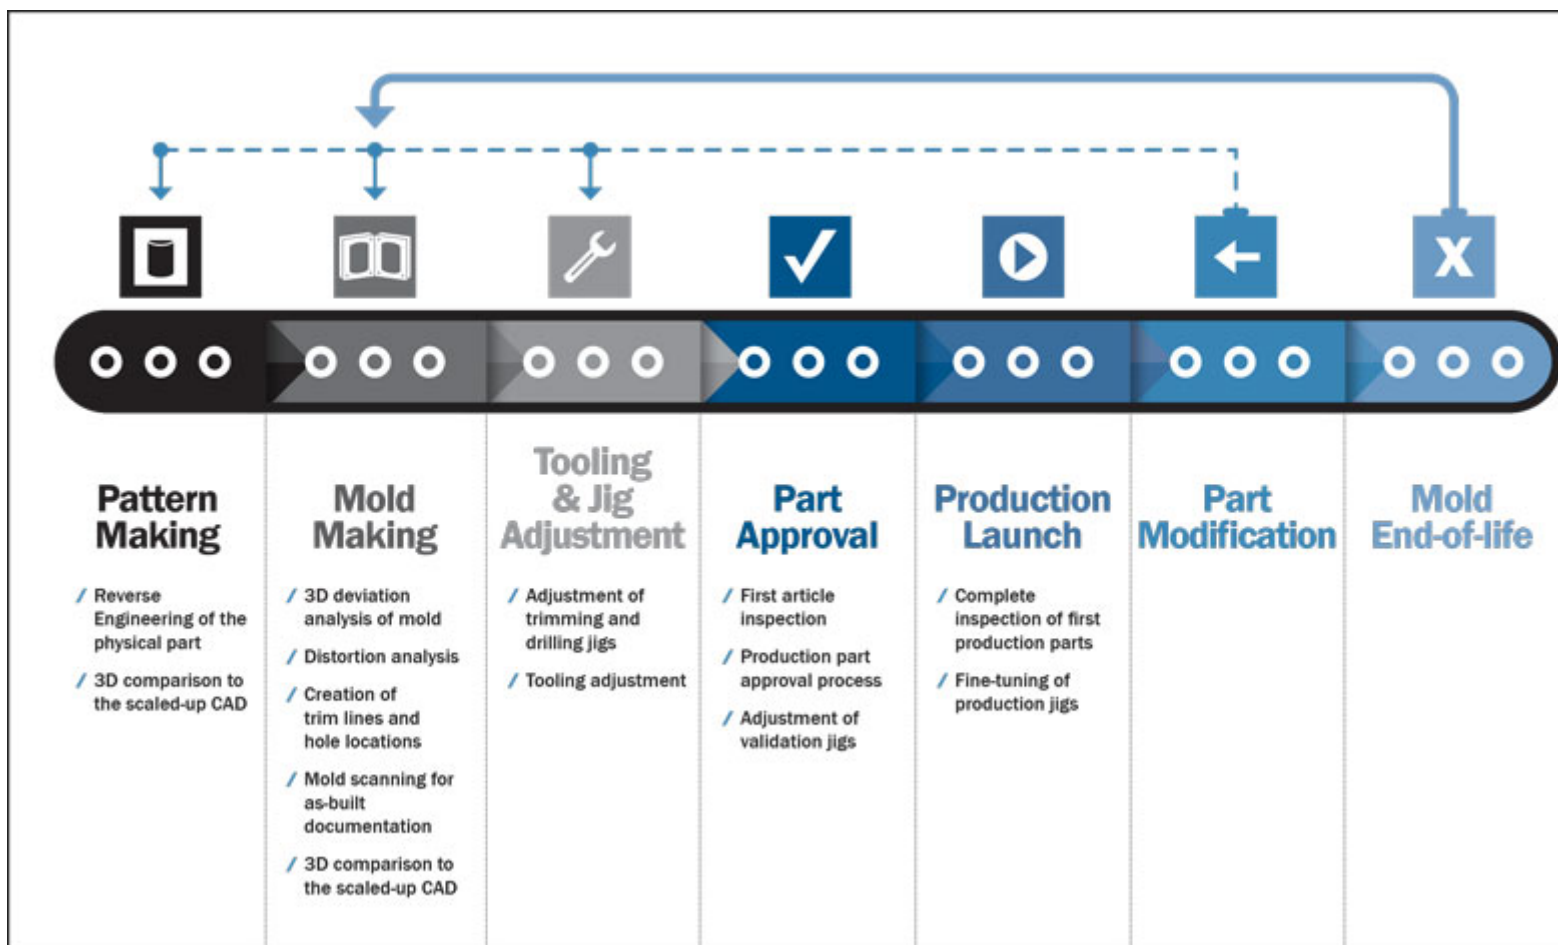 X
Pattern
Making
/ Reverse
Engineering of the
physical part
/ 3D comparison to
the scaled-up CAD
Mold
Making
/ 3D deviation
analysis of mold
/ Distortion analysis
/ Creation of
trim lines and
hole locations
/ Mold scanning for
as-built
documentation
/ 3D comparison to
the scaled-up CAD
Tooling
& Jig
Adjustment
/ Adjustment of
trimming and
drilling jigs
/ Tooling adjustment
Part
Approval
/ First article
inspection
/ Production part
approval process
/ Adjustment of
validation jigs
Production
Launch
/ Complete
inspection of first
production parts
/ Fine-tuning of
production jigs
Part
Modification
Mold
End-of-life